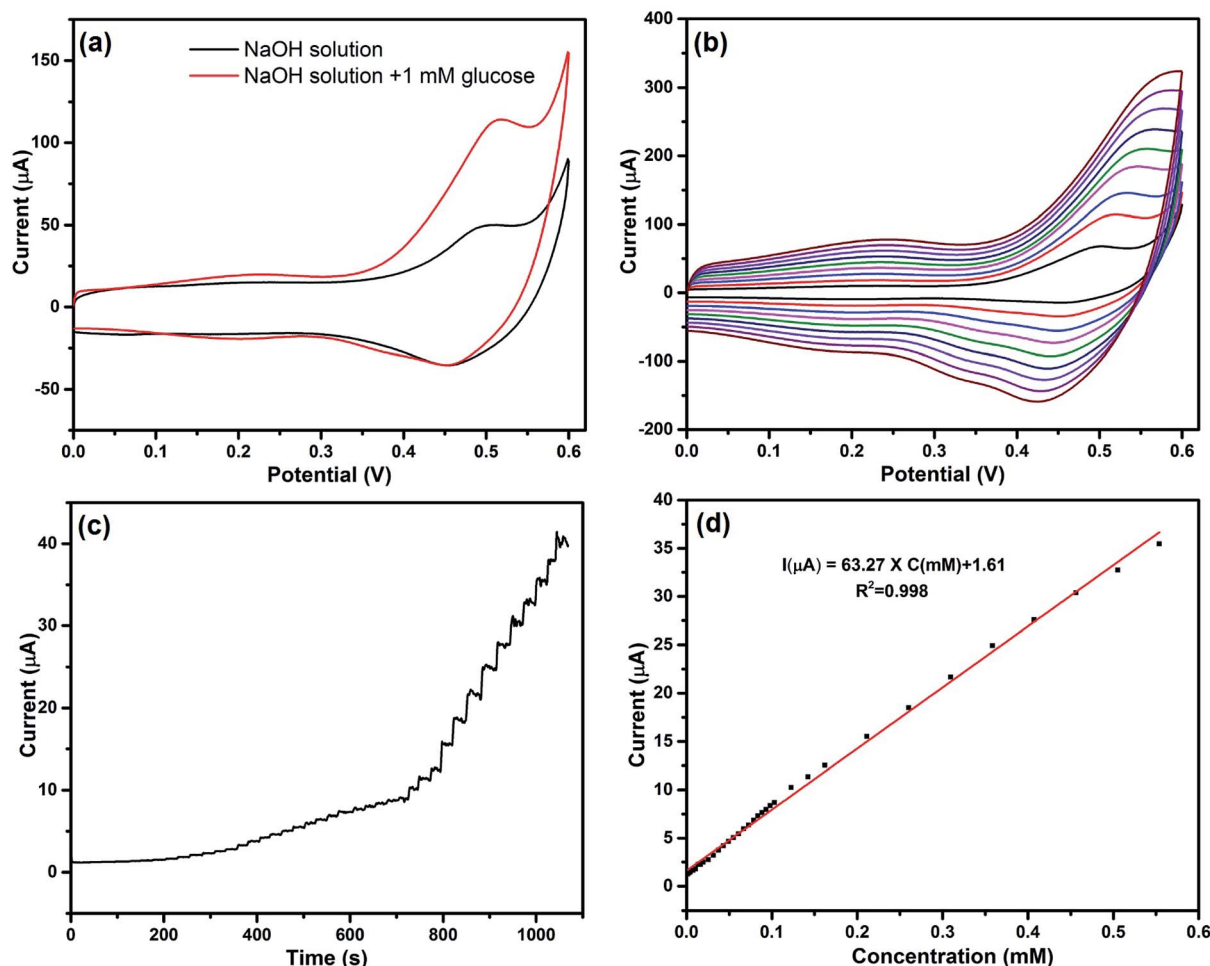 (a)
NaOH solution
NaOH solution +1 mM glucose
150
100
50
0
-50
Current (μA)
0.0 0.1 0.2 0.3 0.4 0.5 0.6
Potential (V)
(b)
400
300
200
100
0
-100
-200
Current (μA)
0.0 0.1 0.2 0.3 0.4 0.5 0.6
Potential (V)
(c)
40
30
20
10
0
Current (μA)
0 200 400 600 800 1000
Time (s)
(d)
I(μA) = 63.27 X C(mM)+1.61
R²=0.998
40
35
30
25
20
15
10
5
0
Current (μA)
0.0 0.1 0.2 0.3 0.4 0.5 0.6
Concentration (mM)